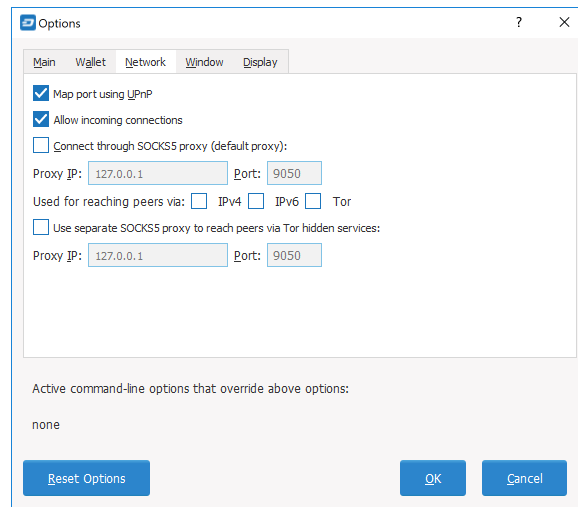 Options ?
Main Wallet Network Window Display
Map port using UPnP
Allow incoming connections
Connect through SOCKS5 proxy (default proxy):
Proxy IP: 127.0.0.1 Port: 9050
Used for reaching peers via: IPv4 IPv6 Tor
Use separate SOCKS5 proxy to reach peers via Tor hidden services:
Proxy IP: 127.0.0.1 Port: 9050
Active command-line options that override above options:
none
Reset Options OK Cancel